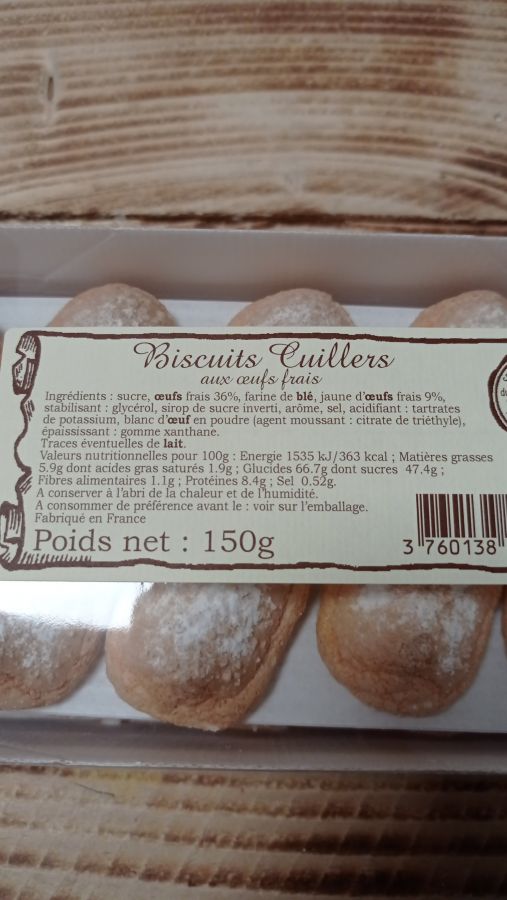 Biscuits Cuillers
aux œufs frais
Ingrédients : sucre, œufs frais 36%, farine de blé, jaune d'œufs frais 9%,
stabilisant : glycérol, sirop de sucre inverti, arôme, sel, acidifiant : tartrates
de potassium, blanc d'œuf en poudre (agent moussant : citrate de triéthyle),
épaississant : gomme xanthane.
Traces éventuelles de lait.
Valeurs nutritionnelles pour 100g : Energie 1535 kJ/363 kcal ; Matières grasses
5.9g dont acides gras saturés 1.9g ; Glucides 66.7g dont sucres 47.4g ;
Fibres alimentaires 1.1g ; Protéines 8.4g ; Sel 0.52g.
A conserver à l'abri de la chaleur et de l'humidité.
A consommer de préférence avant le : voir sur l'emballage.
Fabriqué en France
Poids net : 150g
3 760138